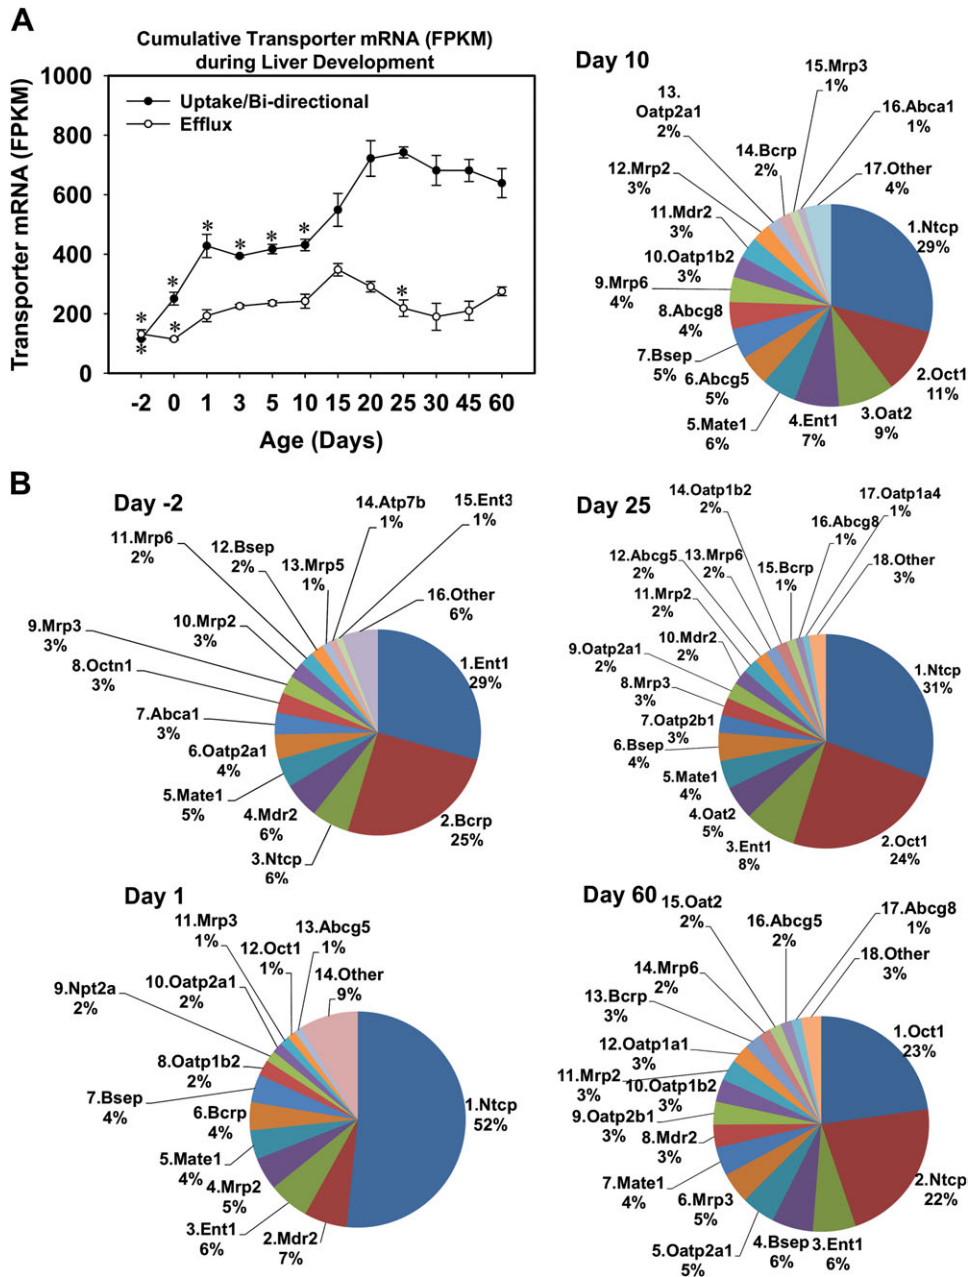 A
Cumulative Transporter mRNA (FPKM)
during Liver Development
Transporter mRNA (FPKM)
1000
800
600
400
200
0
Uptake/Bi-directional
Efflux
*
*
*
*
*
*
*
*
*
-2 0 1 3 5 10 15 20 25 30 45 60
Age (Days)
Day 10
1.Ntcp
29%
2.Oct1
11%
3.Oat2
9%
4.Ent1
7%
5.Mate1
6%
6.Abcg5
5%
7.Bsep
5%
8.Abcg8
4%
9.Mrp6
4%
10.Oatp1b2
3%
11.Mdr2
3%
12.Mrp2
3%
13.
Oatp2a1
2%
14.Bcrp
2%
15.Mrp3
1%
16.Abca1
1%
17.Other
4%
B
Day -2
1.Ent1
29%
2.Bcrp
25%
3.Ntcp
6%
4.Mdr2
6%
5.Mate1
5%
6.Oatp2a1
4%
7.Abca1
3%
8.Octn1
3%
9.Mrp3
3%
10.Mrp2
3%
11.Mrp6
2%
12.Bsep
2%
13.Mrp5
1%
14.Atp7b
1%
15.Ent3
1%
16.Other
6%
Day 25
1.Ntcp
31%
2.Oct1
24%
3.Ent1
8%
4.Oat2
5%
5.Mate1
4%
6.Bsep
4%
7.Oatp2b1
3%
8.Mrp3
3%
9.Oatp2a1
2%
10.Mdr2
2%
11.Mrp2
2%
12.Abcg5
2%
13.Mrp6
2%
14.Oatp1b2
2%
15.Bcrp
1%
16.Abcg8
1%
17.Oatp1a4
1%
18.Other
3%
Day 1
1.Ntcp
52%
2.Mdr2
7%
3.Ent1
6%
4.Mrp2
5%
5.Mate1
4%
6.Bcrp
4%
7.Bsep
4%
8.Oatp1b2
2%
9.Npt2a
2%
10.Oatp2a1
2%
11.Mrp3
1%
12.Oct1
1%
13.Abcg5
1%
14.Other
9%
Day 60
1.Oct1
23%
2.Ntcp
22%
3.Ent1
6%
4.Bsep
6%
5.Oatp2a1
5%
6.Mrp3
5%
7.Mate1
4%
8.Mdr2
3%
9.Oatp2b1
3%
10.Oatp1b2
3%
11.Mrp2
3%
12.Oatp1a1
3%
13.Bcrp
3%
14.Mrp6
2%
15.Oat2
2%
16.Abcg5
2%
17.Abcg8
1%
18.Other
3%